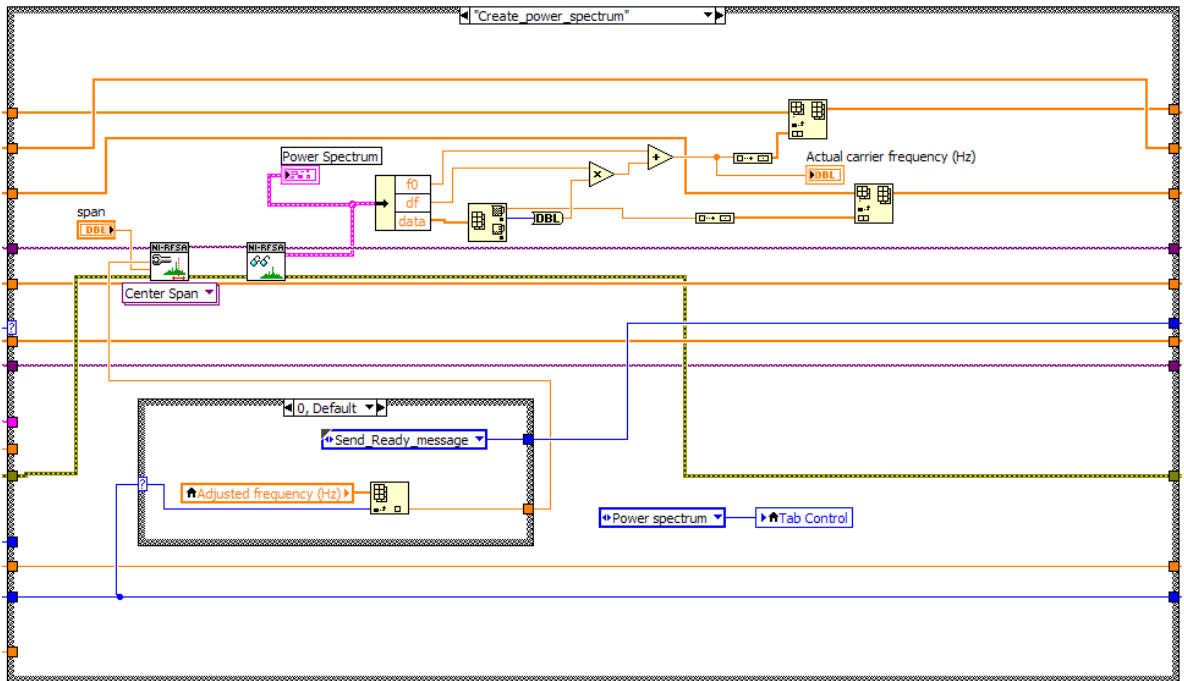 "Create_power_spectrum"
Power Spectrum
f0
df
data
+
x
DBL
Actual carrier frequency (Hz)
DBL
span
DBL
NI-RFSA
NI-RFSA
Center Span
?
0, Default
Send_Ready_message
?
Adjusted frequency (Hz)
Power spectrum
Tab Control